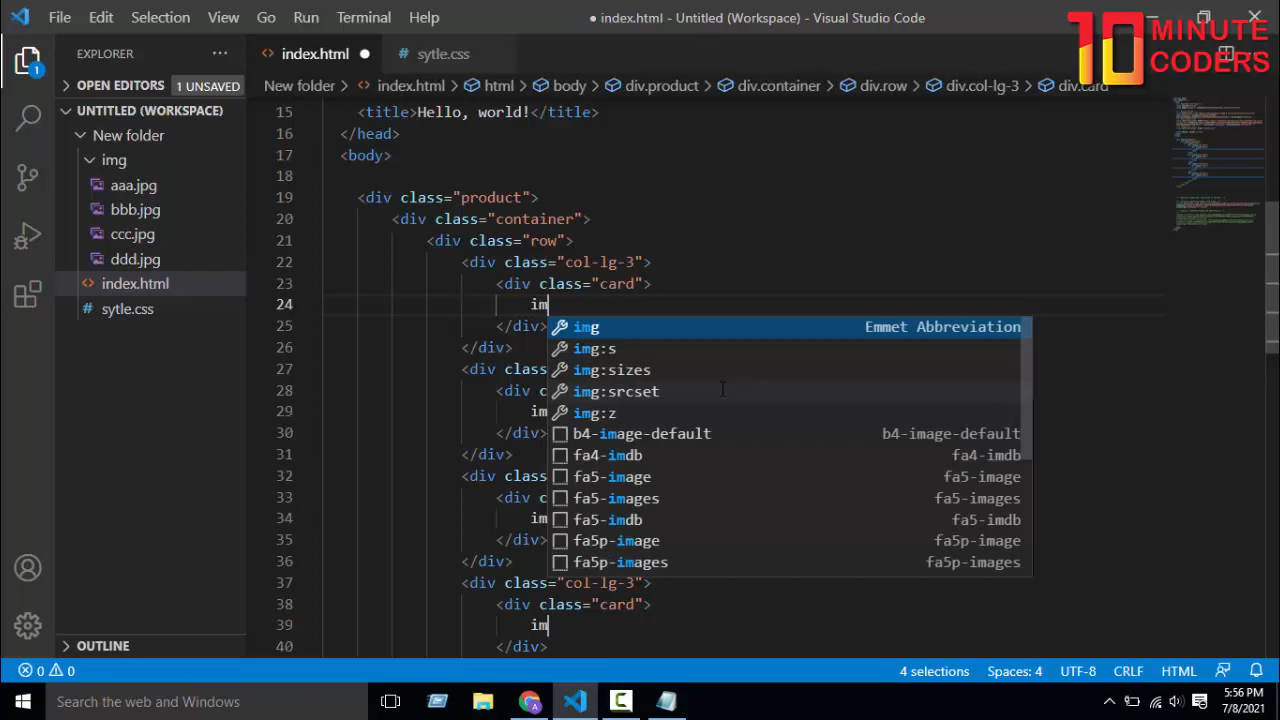 File Edit Selection View Go Run Terminal Help
● index.html - Untitled (Workspace) - Visual Studio Code
10 MINUTE CODERS
EXPLORER ···
index.html ●
# sytle.css
OPEN EDITORS 1 UNSAVED
New folder > index.html > html > body > div.product > div.container > div.row > div.col-lg-3 > div.card
UNTITLED (WORKSPACE)
New folder
img
aaa.jpg
bbb.jpg
ccc.jpg
ddd.jpg
index.html
# sytle.css
OUTLINE
1
15 <title>Hello, world!</title>
16 </head>
17 <body>
18
19 <div class="product">
20 <div class="container">
21 <div class="row">
22 <div class="col-lg-3">
23 <div class="card">
24 im
25 </div>
26 </div>
27 <div class
28 <div c
29 im
30 </div>
31 </div>
32 <div class
33 <div c
34 im
35 </div>
36 </div>
37 <div class="col-lg-3">
38 <div class="card">
39 im
40 </div>
img Emmet Abbreviation
img:s
img:sizes
img:srcset
img:z
b4-image-default b4-image-default
fa4-imdb fa4-imdb
fa5-image fa5-image
fa5-images fa5-images
fa5-imdb fa5-imdb
fa5p-image fa5p-image
fa5p-images fa5p-images
0 0 4 selections Spaces: 4 UTF-8 CRLF HTML
Search the web and Windows
5:56 PM
7/8/2021